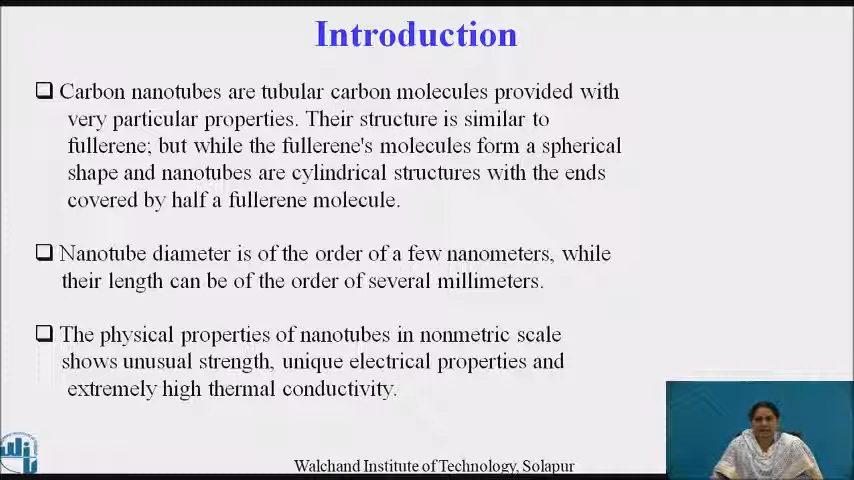 Introduction
Carbon nanotubes are tubular carbon molecules provided with
very particular properties. Their structure is similar to
fullerene; but while the fullerene's molecules form a spherical
shape and nanotubes are cylindrical structures with the ends
covered by half a fullerene molecule.
Nanotube diameter is of the order of a few nanometers, while
their length can be of the order of several millimeters.
The physical properties of nanotubes in nonmetric scale
shows unusual strength, unique electrical properties and
extremely high thermal conductivity.
Walchand Institute of Technology, Solapur